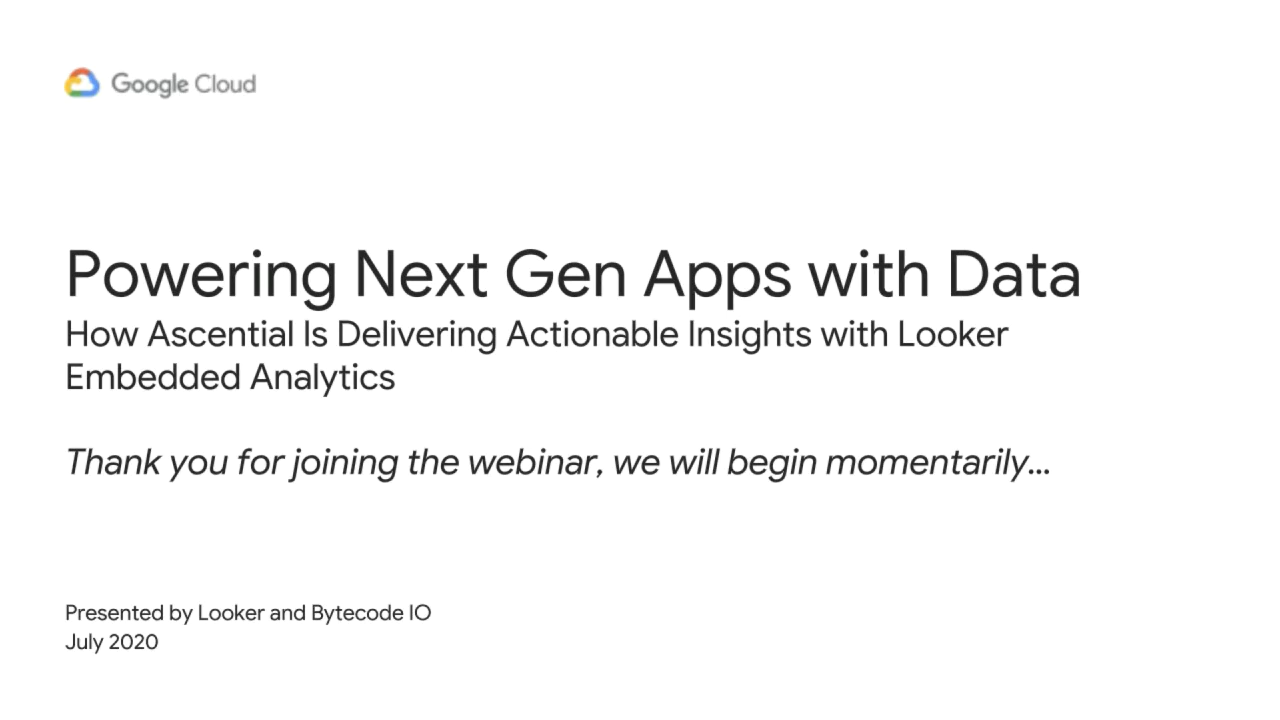 Google Cloud
Powering Next Gen Apps with Data
How Ascential Is Delivering Actionable Insights with Looker
Embedded Analytics
Thank you for joining the webinar, we will begin momentarily...
Presented by Looker and Bytecode IO
July 2020